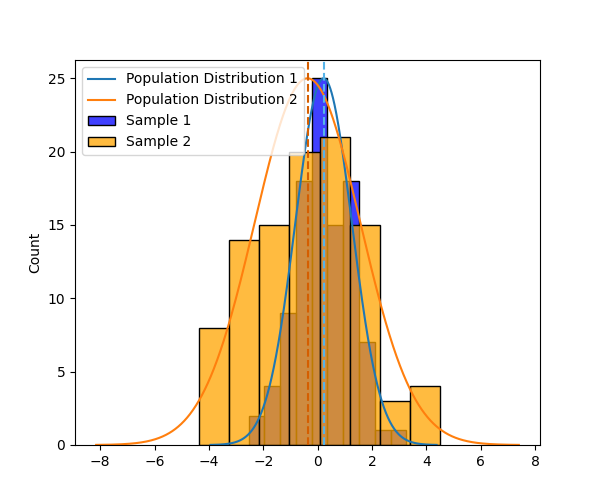 Population Distribution 1
Population Distribution 2
Sample 1
Sample 2
25
20
15
10
5
0
Count
−8 −6 −4 −2 0 2 4 6 8